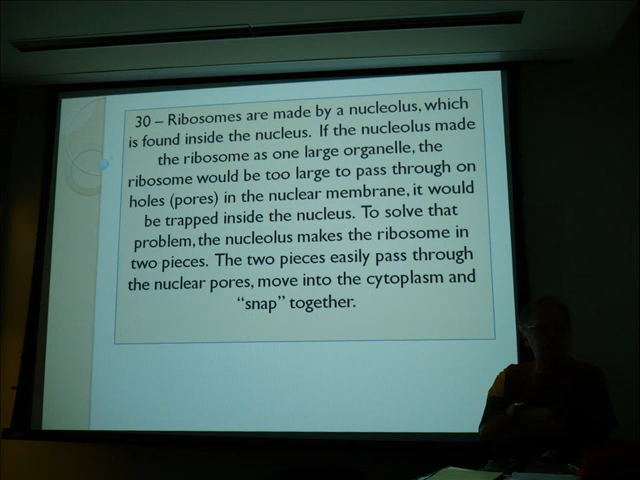 30 – Ribosomes are made by a nucleolus, which
is found inside the nucleus. If the nucleolus made
the ribosome as one large organelle, the
ribosome would be too large to pass through on
holes (pores) in the nuclear membrane, it would
be trapped inside the nucleus. To solve that
problem, the nucleolus makes the ribosome in
two pieces. The two pieces easily pass through
the nuclear pores, move into the cytoplasm and
“snap” together.